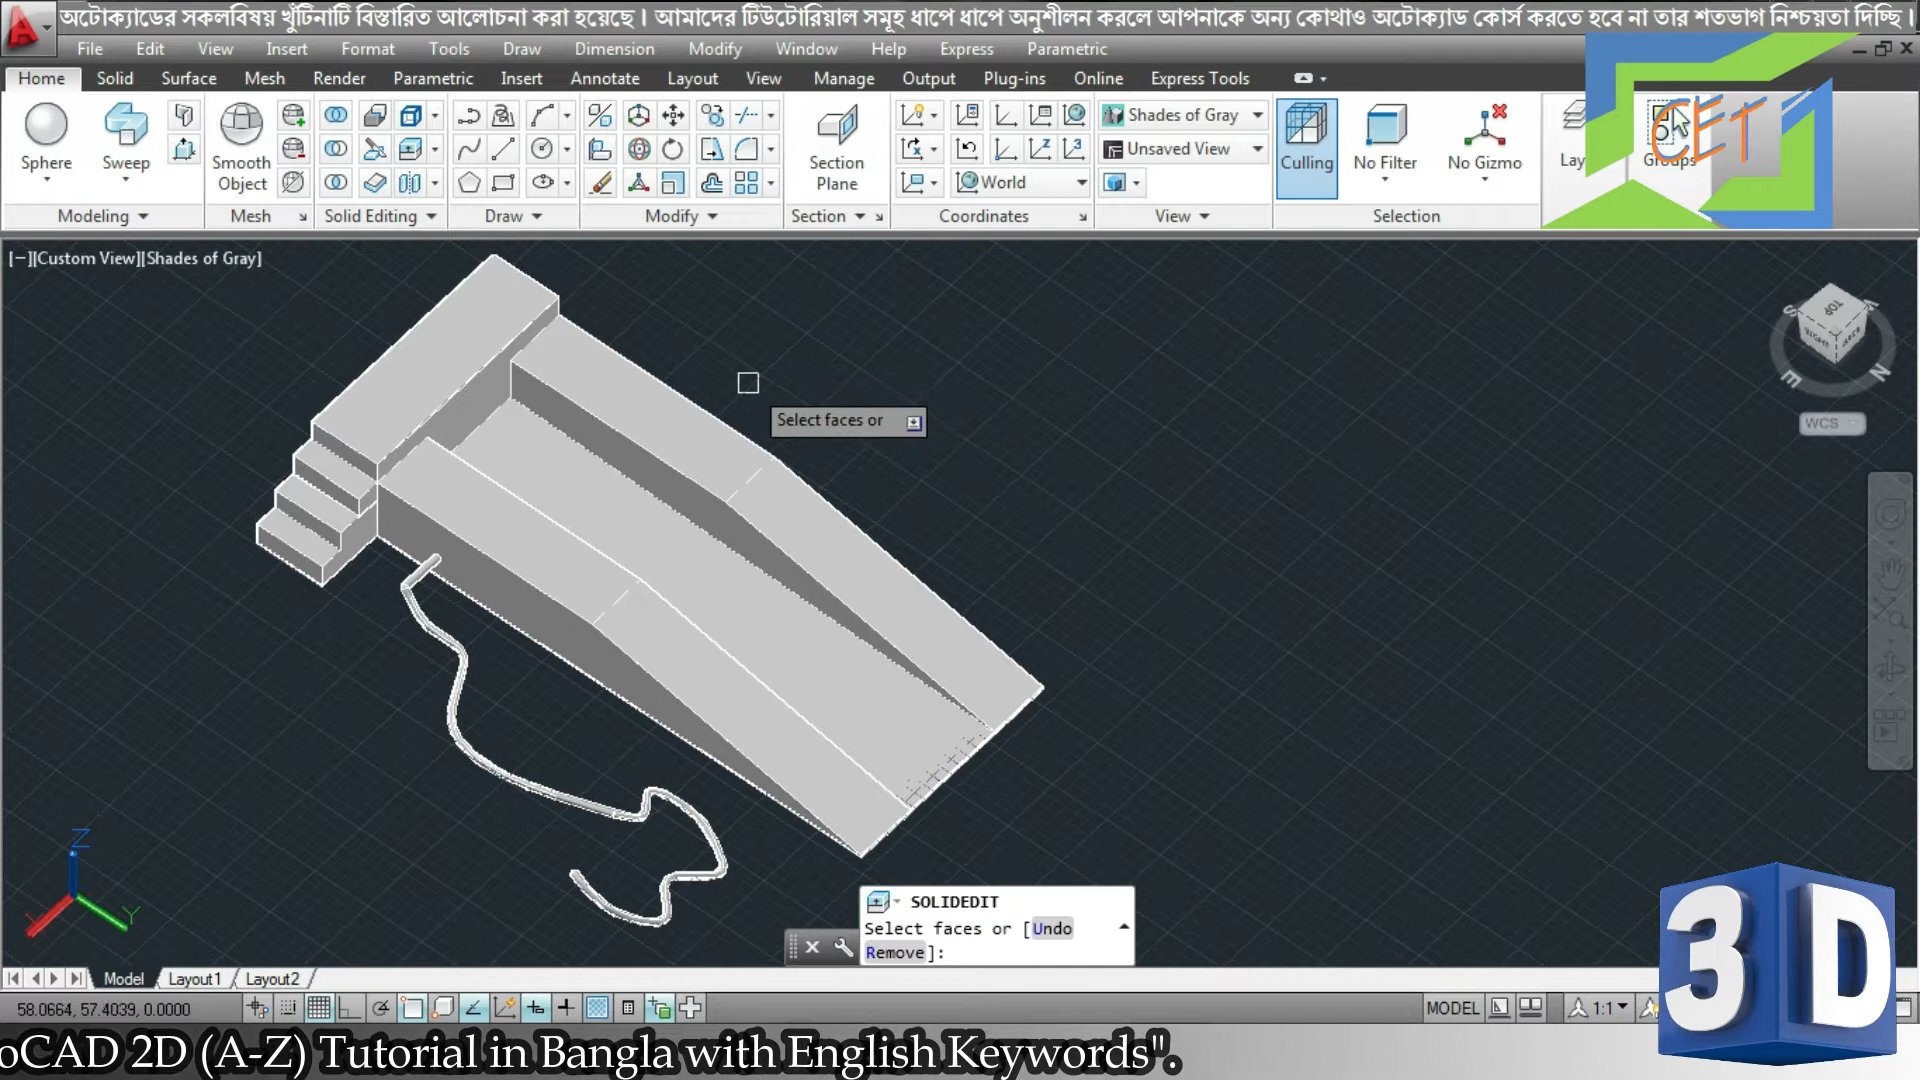 অটোক্যাডের সকলবিষয় খুঁটিনাটি বিস্তারিত আলোচনা করা হয়েছে। আমাদের টিউটোরিয়াল সমূহ ধাপে ধাপে অনুশীলন করলে আপনাকে অন্য কোথাও অটোক্যাড কোর্স করতে হবে না তার শতভাগ নিশ্চয়তা দিচ্ছি।
File Edit View Insert Format Tools Draw Dimension Modify Window Help Express Parametric
Home Solid Surface Mesh Render Parametric Insert Annotate Layout View Manage Output Plug-ins Online Express Tools
CET
Shades of Gray
Unsaved View
World
Sphere Sweep Smooth Object Section Plane Culling No Filter No Gizmo Groups
Modeling Mesh Solid Editing Draw Modify Section Coordinates View Selection
[−][Custom View][Shades of Gray]
TOP
RIGHT BACK
S N E
WCS
Select faces or
Z
Y
X
SOLIDEDIT
Select faces or [Undo
Remove]:
Model Layout1 Layout2
58.0664, 57.4039, 0.0000
MODEL 1:1
3D
oCAD 2D (A-Z) Tutorial in Bangla with English Keywords".